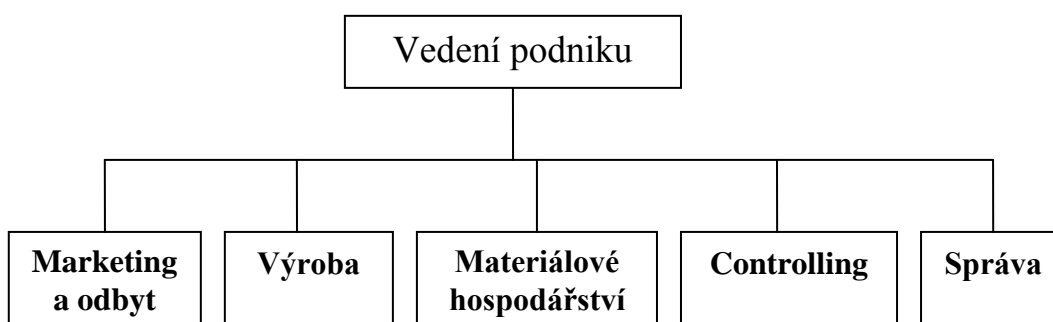 Vedení podniku
Marketing
a odbyt
Výroba
Materiálové
hospodářství
Controlling
Správa